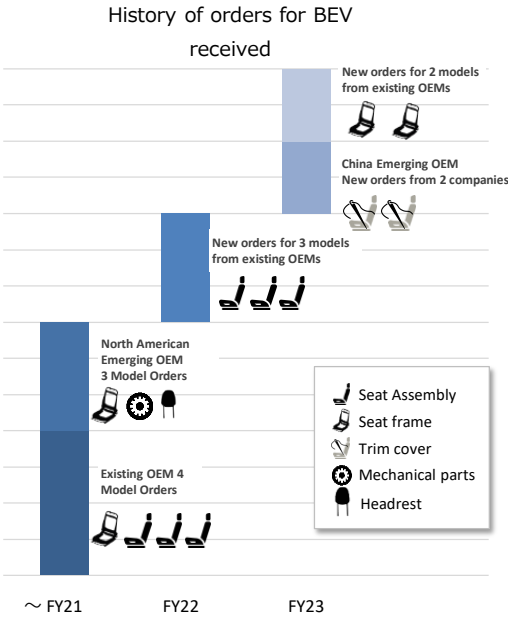 History of orders for BEV
received
New orders for 2 models
from existing OEMs
China Emerging OEM
New orders from 2 companies
New orders for 3 models
from existing OEMs
North American
Emerging OEM
3 Model Orders
Existing OEM 4
Model Orders
Seat Assembly
Seat frame
Trim cover
Mechanical parts
Headrest
～ FY21
FY22
FY23